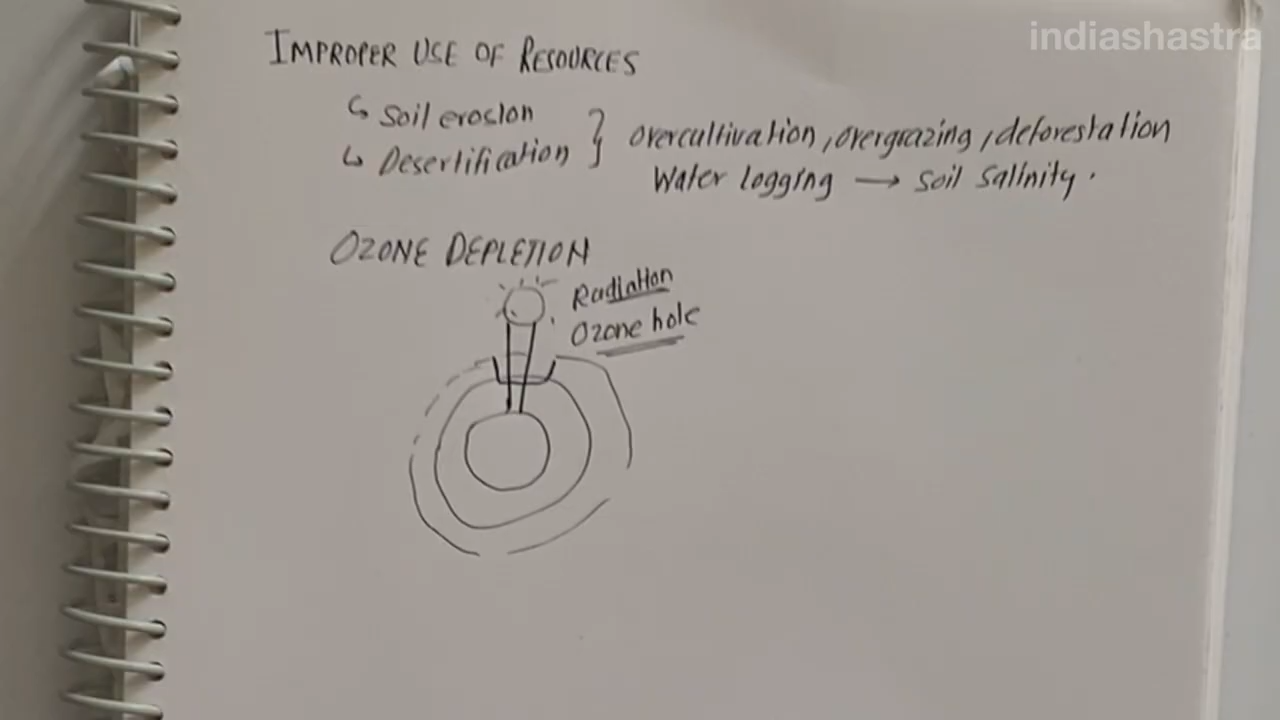 indiashastra
IMPROPER USE OF RESOURCES
↳ Soil erosion
↳ Desertification } overcultivation, overgrazing, deforestation
Water logging → Soil Salinity.
OZONE DEPLETION
Radiation
Ozone hole